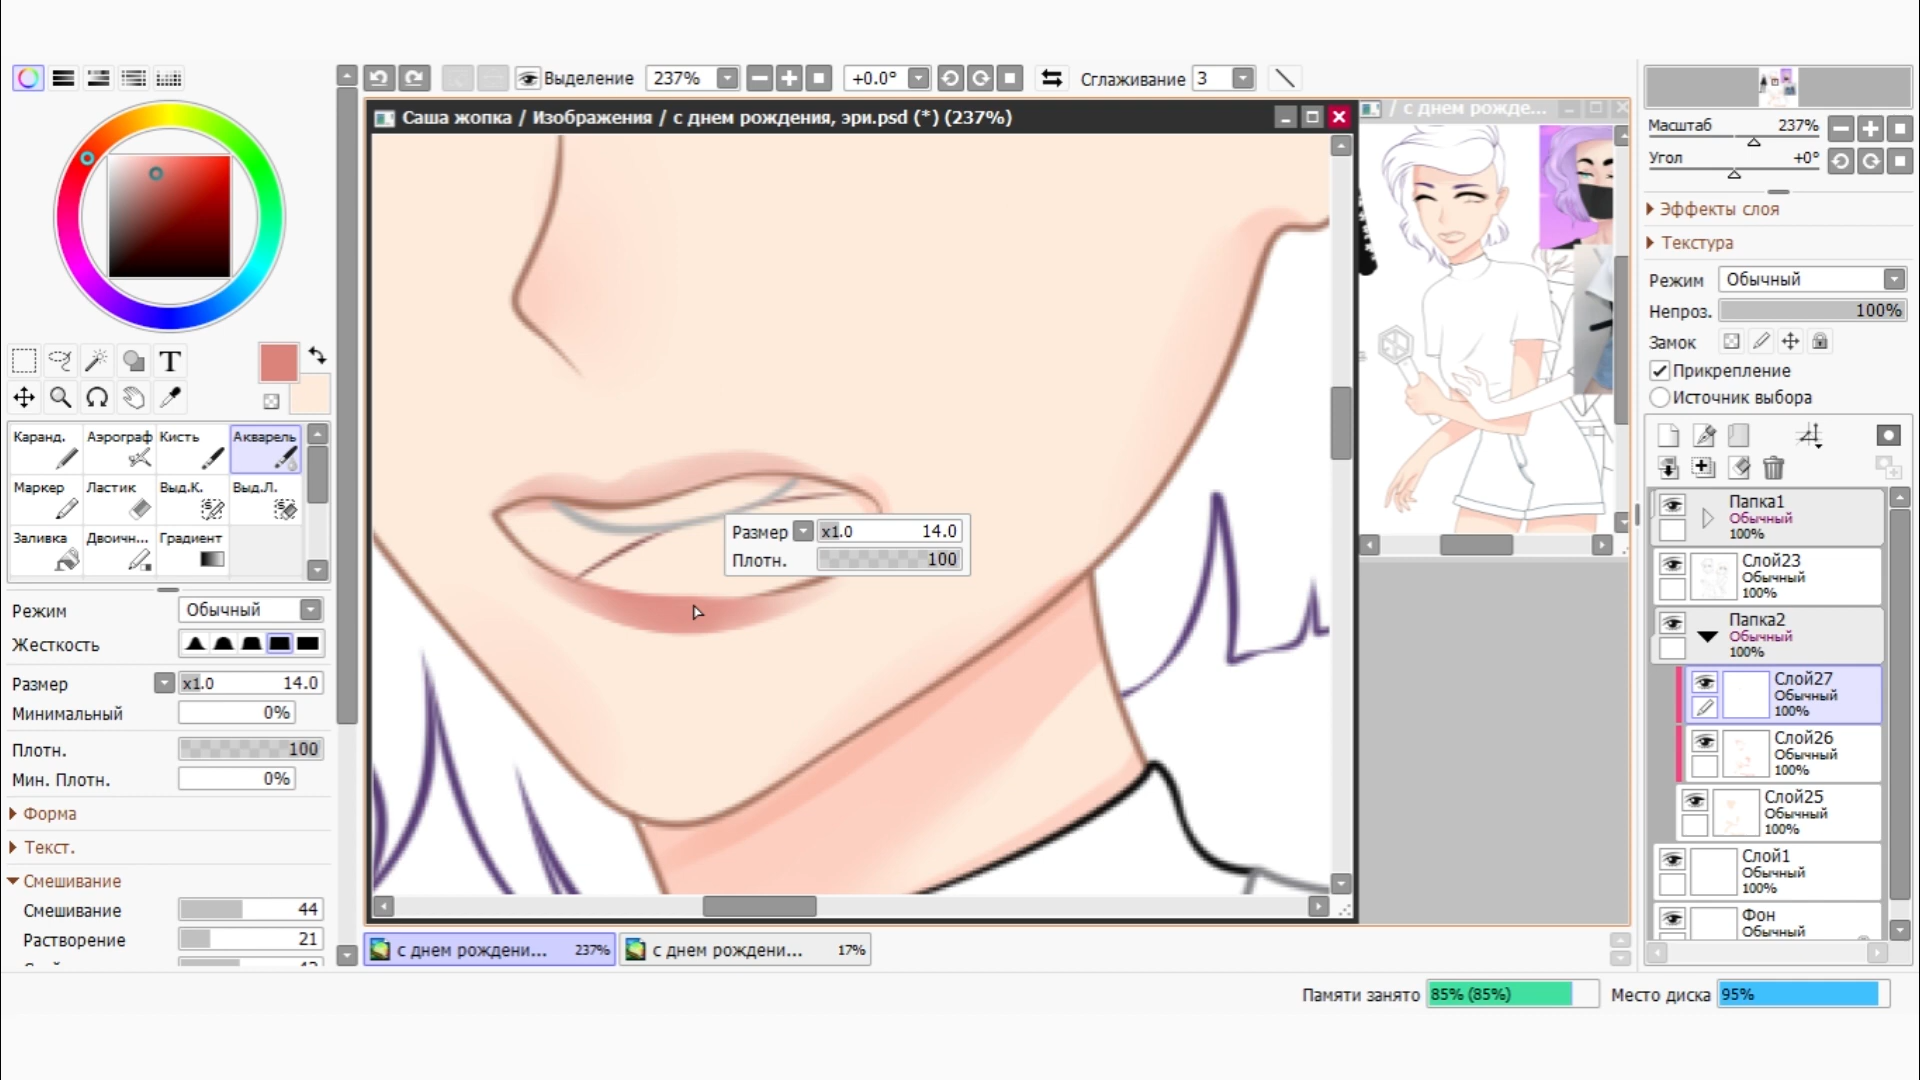 Выделение
237%
+0.0°
Сглаживание 3
Саша жопка / Изображения / с днем рождения, эри.psd (*) (237%)
/ с днем рожде...
T
Каранд.
Аэрограф
Кисть
Акварель
Маркер
Ластик
Выд.К.
Выд.Л.
Заливка
Двоичн...
Градиент
Режим Обычный
Жесткость
Размер x1.0 14.0
Минимальный 0%
Плотн. 100
Мин. Плотн. 0%
Форма
Текст.
Смешивание
Смешивание 44
Растворение 21
Размер x1.0 14.0
Плотн. 100
с днем рождени... 237%
с днем рождени... 17%
Масштаб 237%
Угол +0°
Эффекты слоя
Текстура
Режим Обычный
Непроз. 100%
Замок
Прикрепление
Источник выбора
Папка1
Обычный
100%
Слой23
Обычный
100%
Папка2
Обычный
100%
Слой27
Обычный
100%
Слой26
Обычный
100%
Слой25
Обычный
100%
Слой1
Обычный
100%
Фон
Обычный
Памяти занято 85% (85%)
Место диска 95%